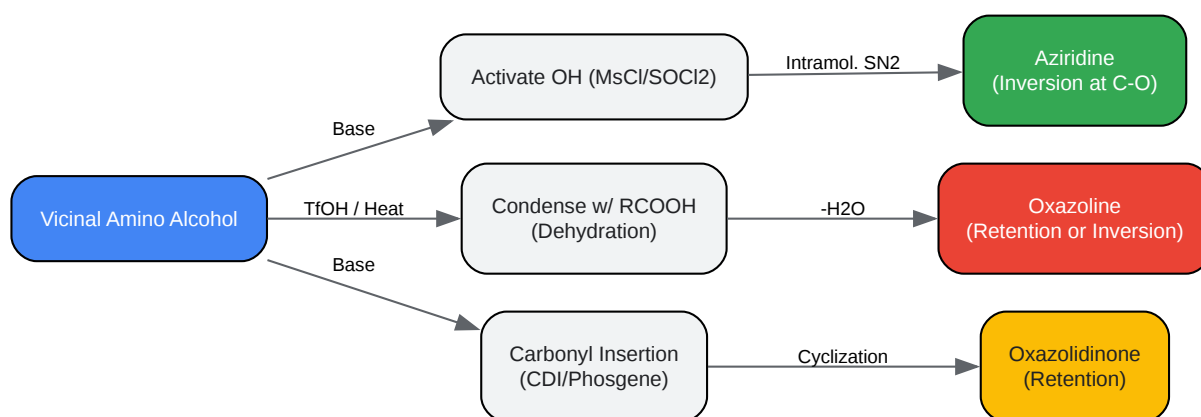 Activate OH (MsCl/SOCl2)
Intramol. SN2
Aziridine
(Inversion at C-O)
Base
Vicinal Amino Alcohol
TfOH / Heat
Condense w/ RCOOH
(Dehydration)
-H2O
Oxazoline
(Retention or Inversion)
Base
Carbonyl Insertion
(CDI/Phosgene)
Cyclization
Oxazolidinone
(Retention)